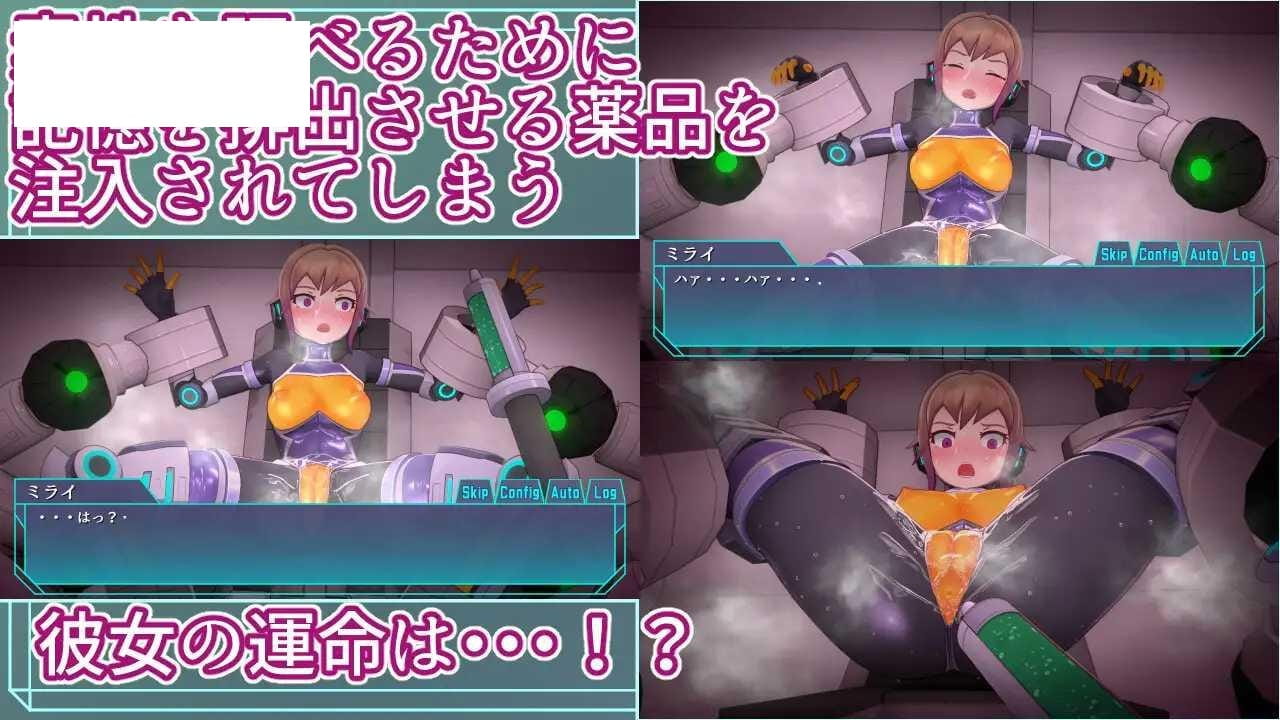 べるために
出させる薬品を
注入されてしまう
ミライ
Skip Config Auto Log
ハァ・・・ハァ・・・.
ミライ
Skip Config Auto Log
・・・はっ?・
彼女の運命は・・・!?